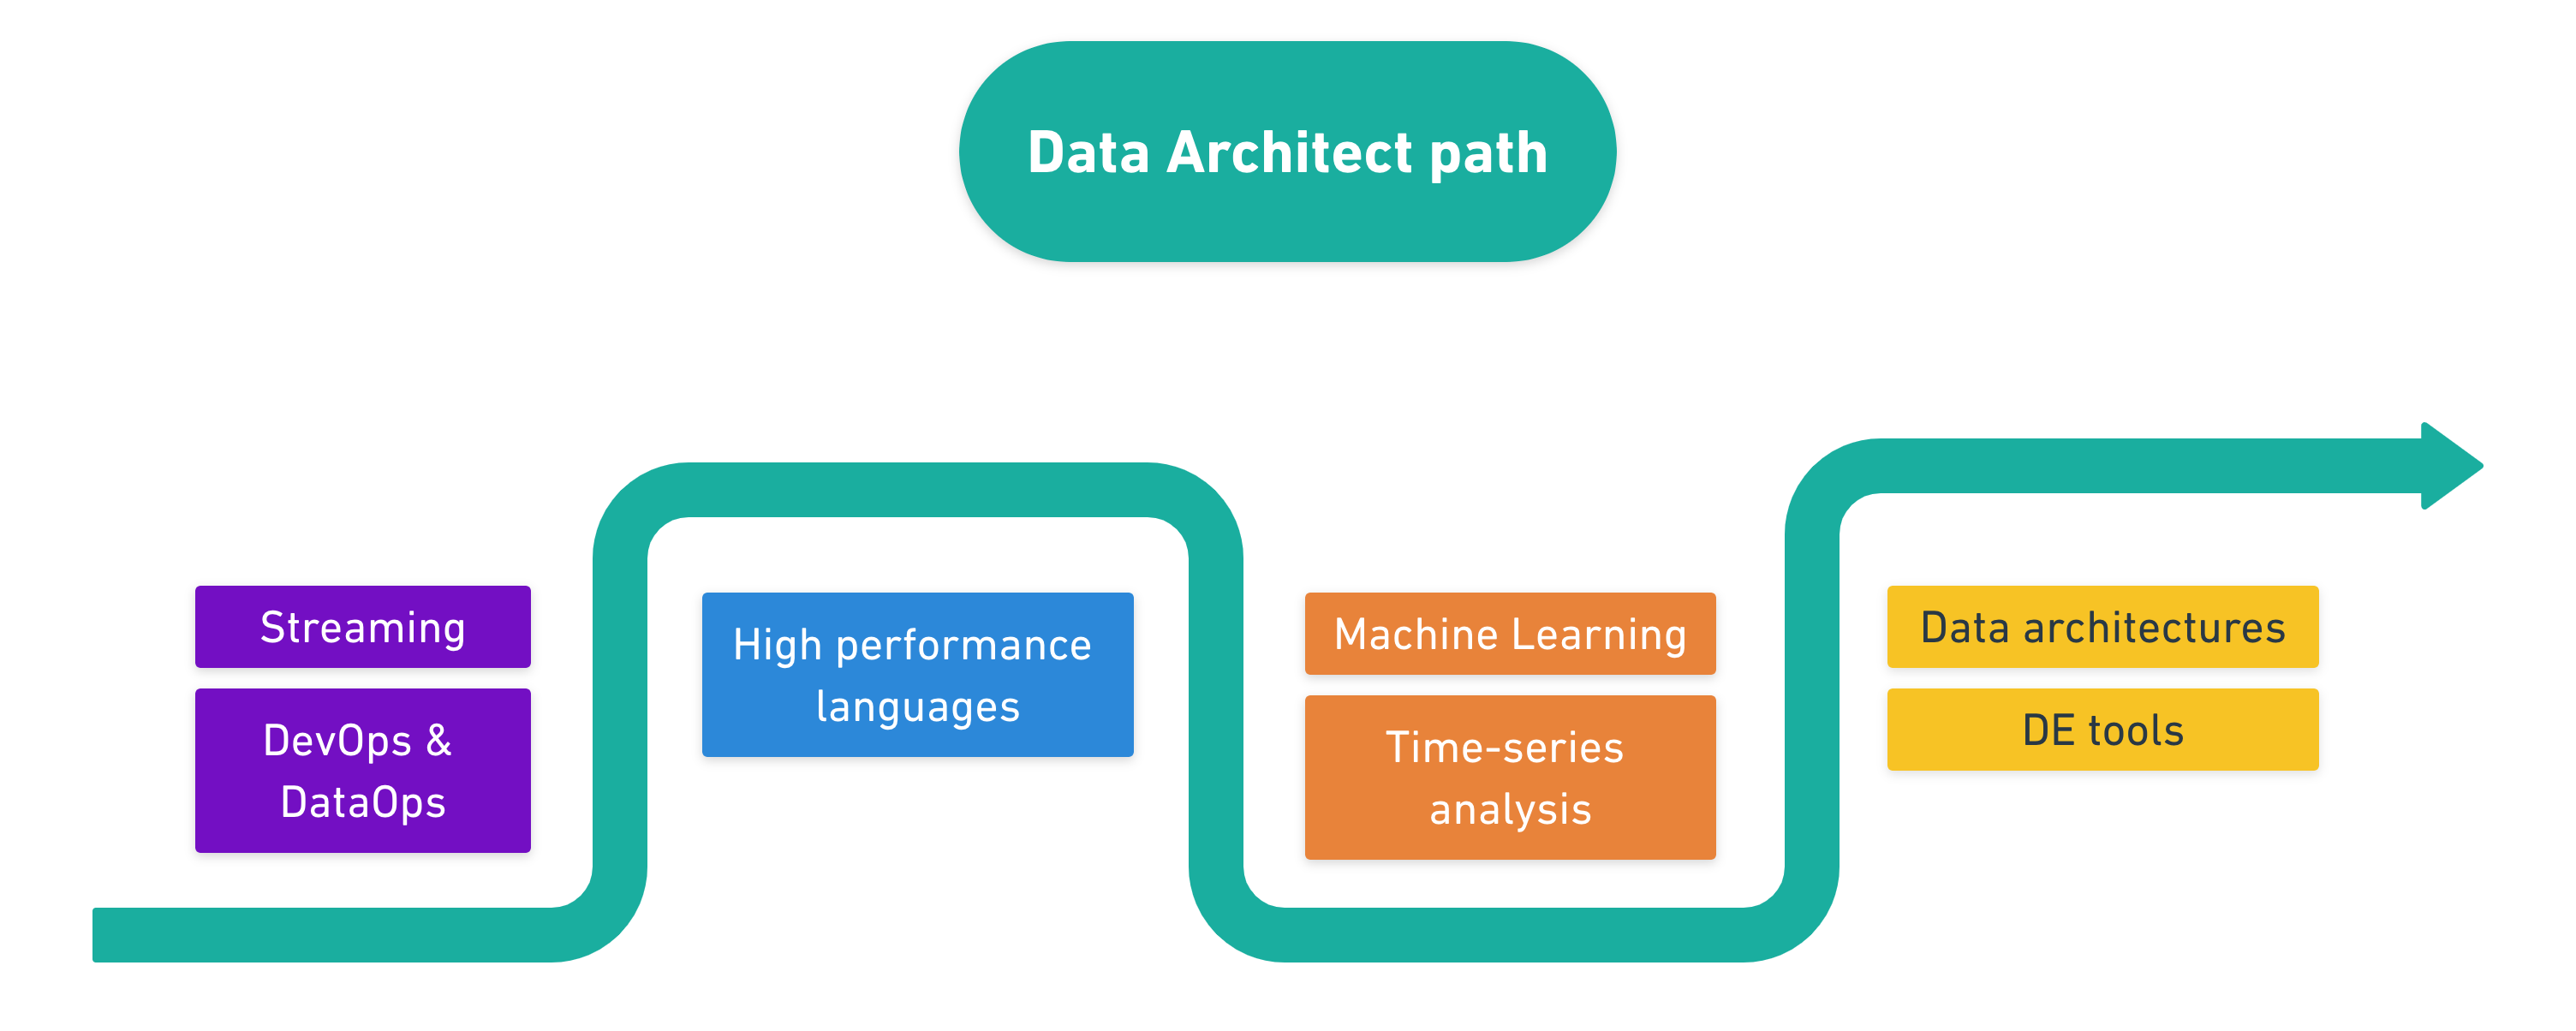 Data Architect path
Streaming
DevOps &
DataOps
High performance
languages
Machine Learning
Time-series
analysis
Data architectures
DE tools